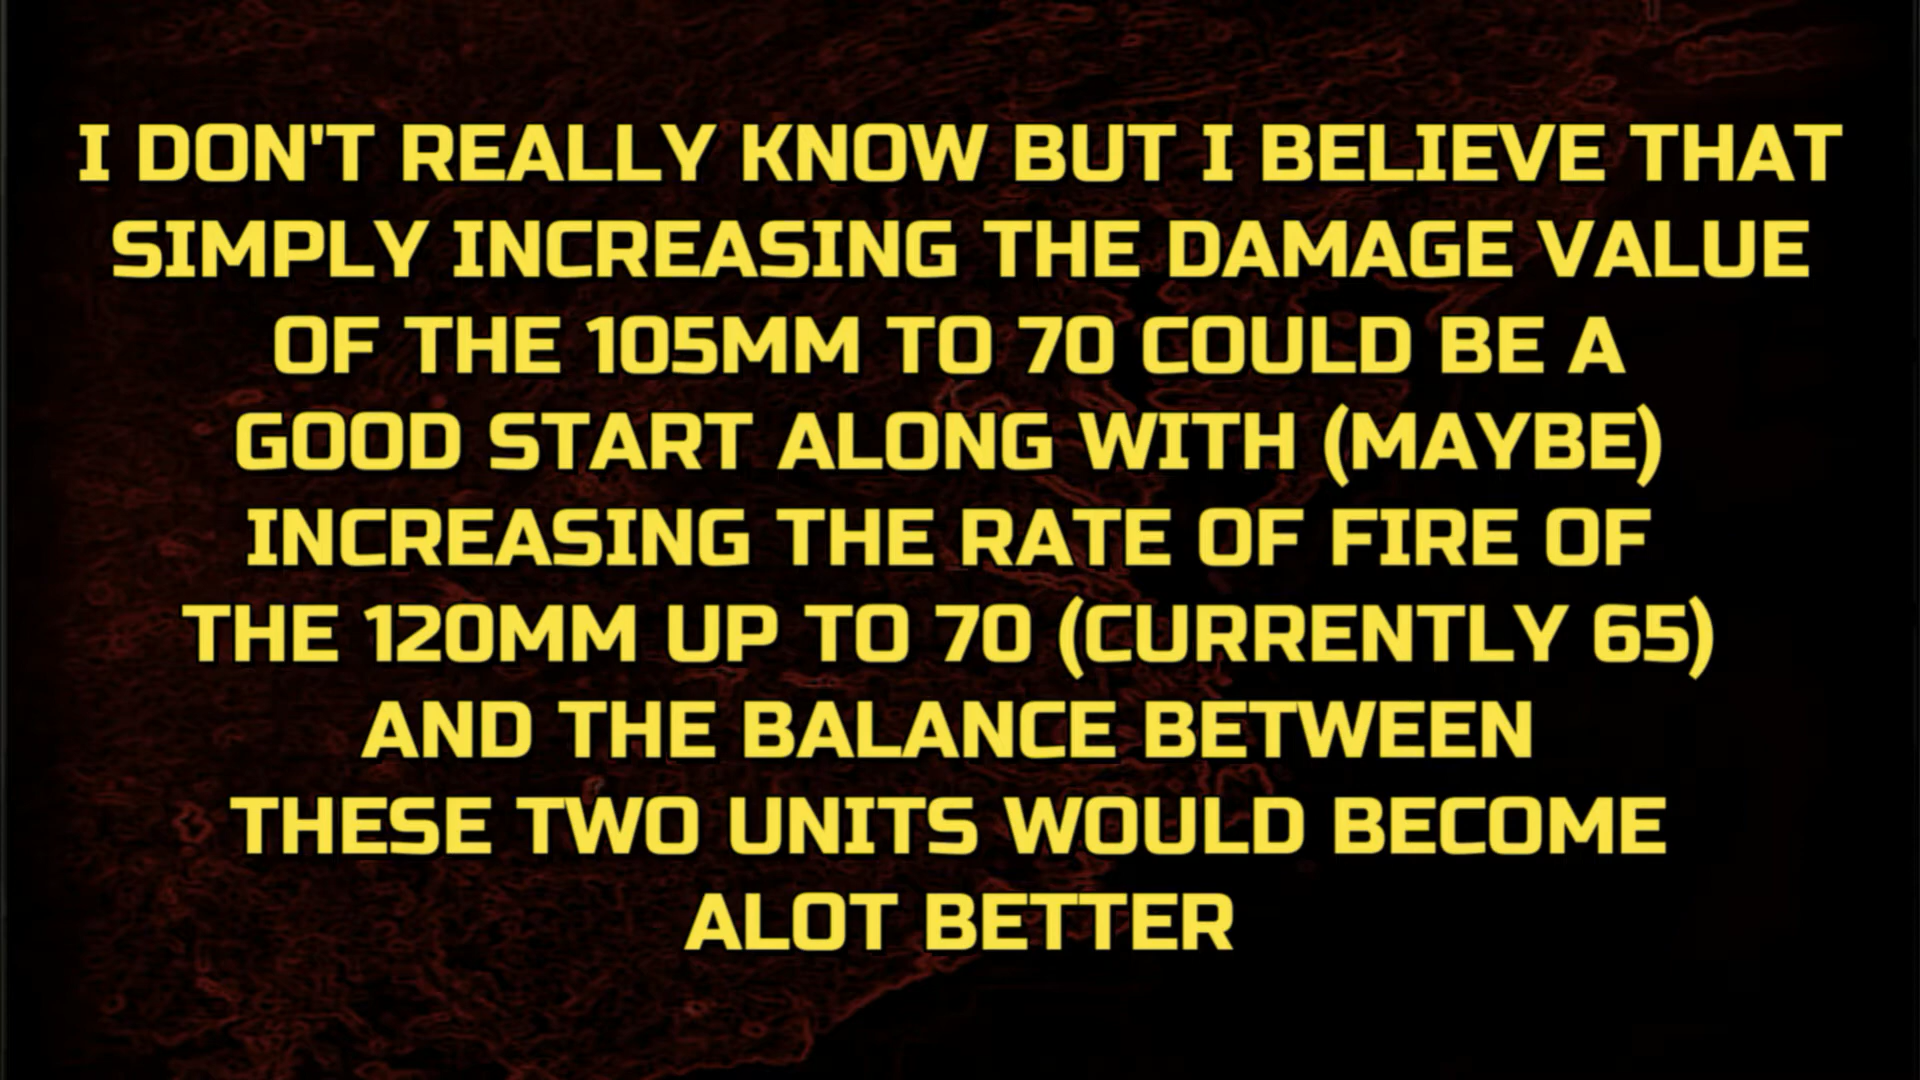 I DON'T REALLY KNOW BUT I BELIEVE THAT
SIMPLY INCREASING THE DAMAGE VALUE
OF THE 105MM TO 70 COULD BE A
GOOD START ALONG WITH (MAYBE)
INCREASING THE RATE OF FIRE OF
THE 120MM UP TO 70 (CURRENTLY 65)
AND THE BALANCE BETWEEN
THESE TWO UNITS WOULD BECOME
ALOT BETTER